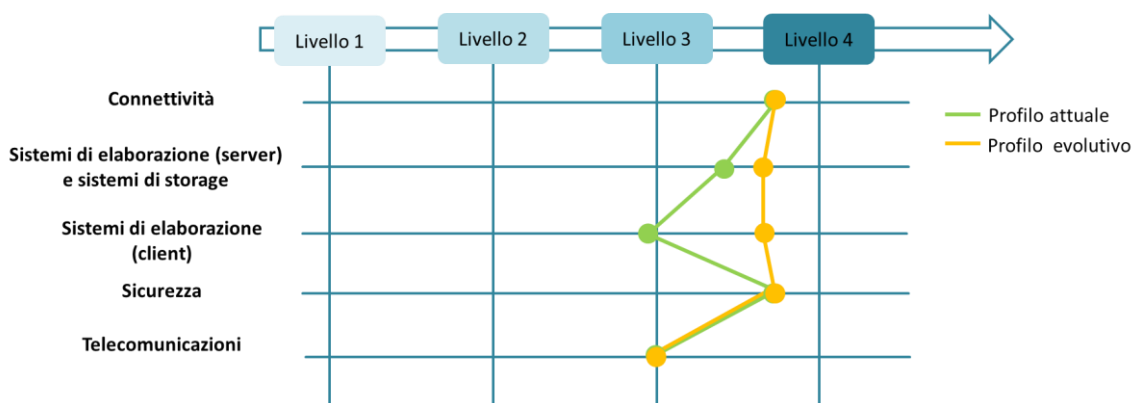 Livello 1
Livello 2
Livello 3
Livello 4
Connettività
Sistemi di elaborazione (server)
e sistemi di storage
Sistemi di elaborazione
(client)
Sicurezza
Telecomunicazioni
Profilo attuale
Profilo evolutivo